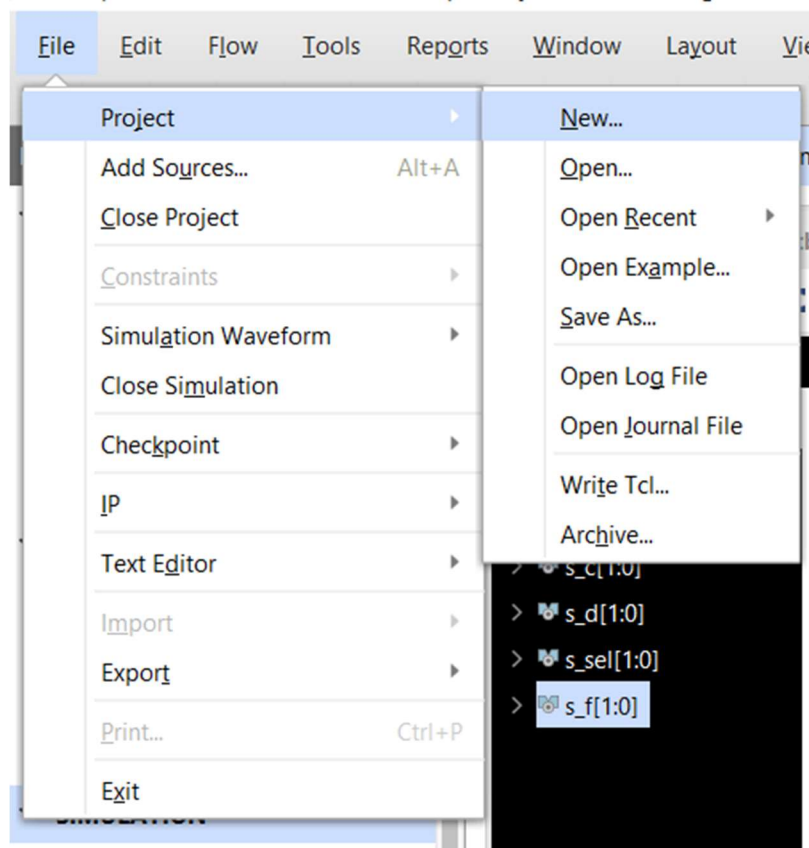 File Edit Flow Tools Reports Window Layout
Project
Add Sources... Alt+A
Close Project
Constraints
Simulation Waveform
Close Simulation
Checkpoint
IP
Text Editor
Import
Export
Print... Ctrl+P
Exit
New...
Open...
Open Recent
Open Example...
Save As...
Open Log File
Open Journal File
Write Tcl...
Archive...
s_c[1:0]
s_d[1:0]
s_sel[1:0]
s_f[1:0]
SIMULATION